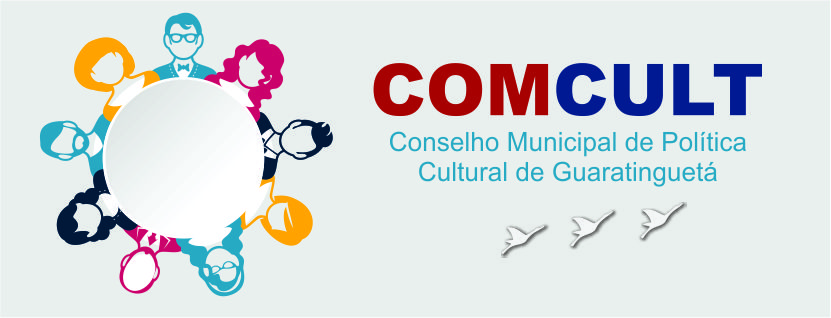 COMCULT
Conselho Municipal de Política
Cultural de Guaratinguetá